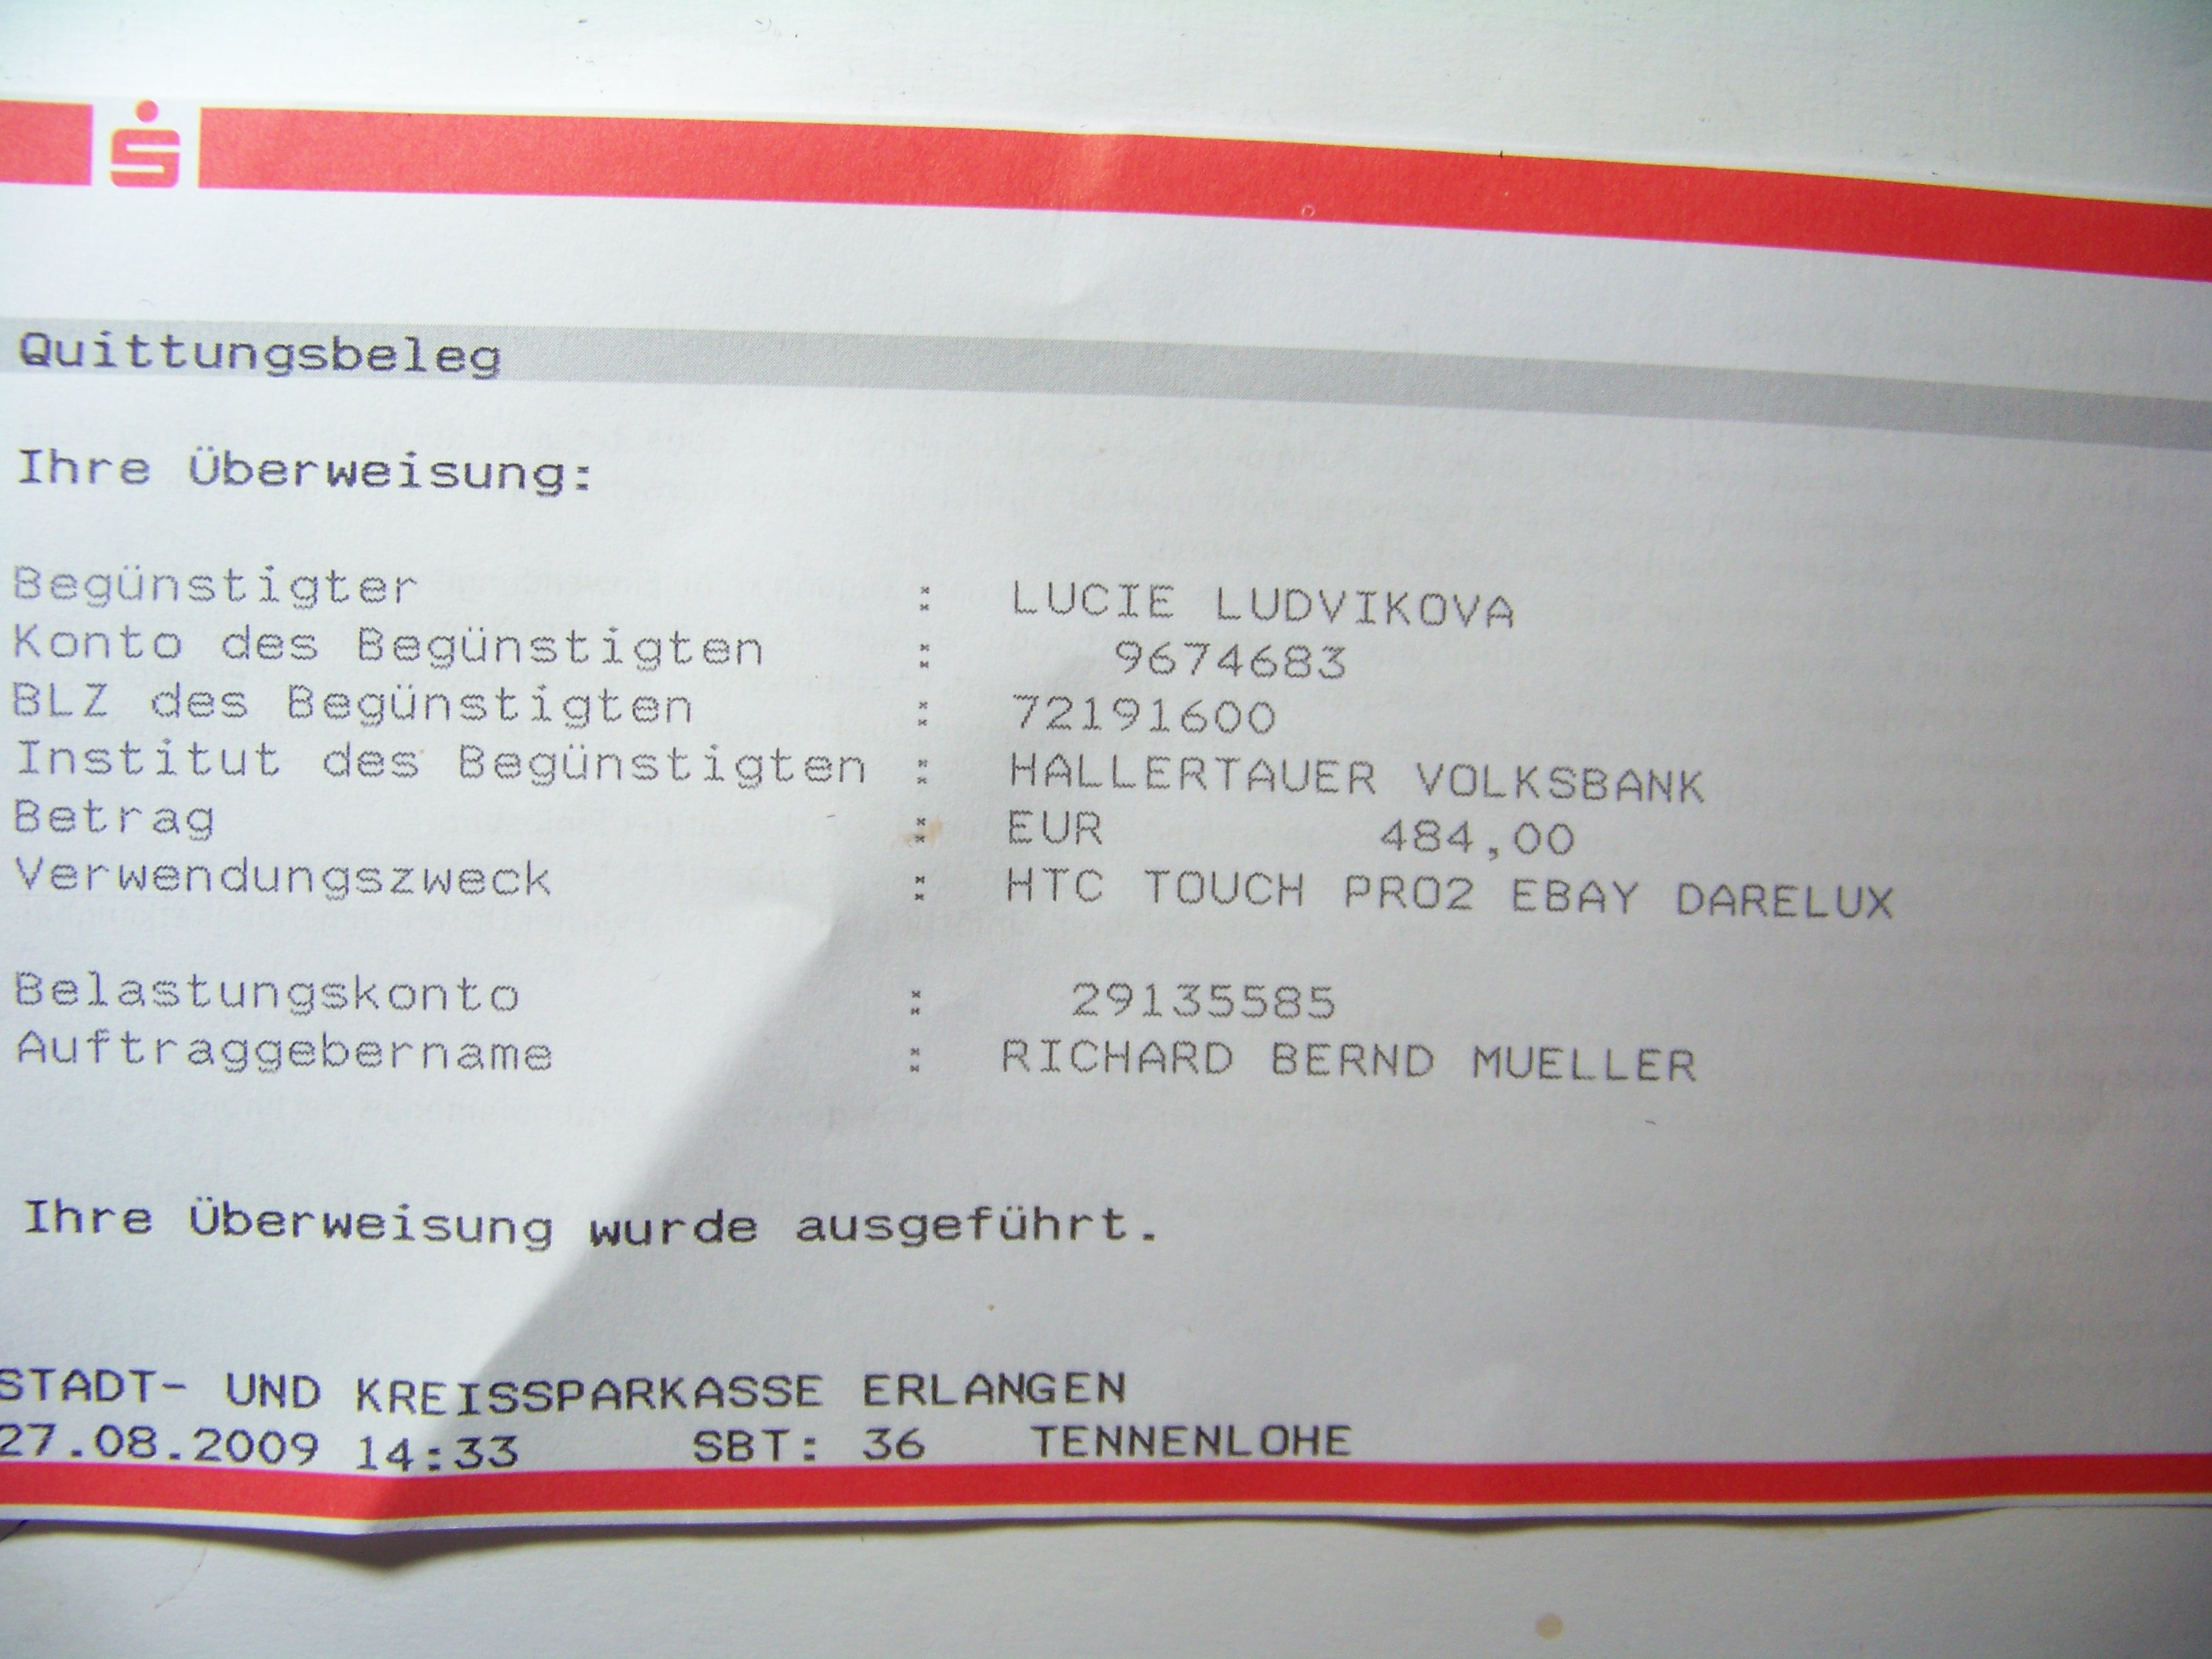 Quittungsbeleg
Ihre Überweisung:
Begünstigter : LUCIE LUDVIKOVA
Konto des Begünstigten : 9674683
BLZ des Begünstigten : 72191600
Institut des Begünstigten : HALLERTAUER VOLKSBANK
Betrag : EUR 484,00
Verwendungszweck : HTC TOUCH PRO2 EBAY DARELUX
Belastungskonto : 29135585
Auftraggebername : RICHARD BERND MUELLER
Ihre Überweisung wurde ausgeführt.
STADT- UND KREISSPARKASSE ERLANGEN
27.08.2009 14:33 SBT: 36 TENNENLOHE